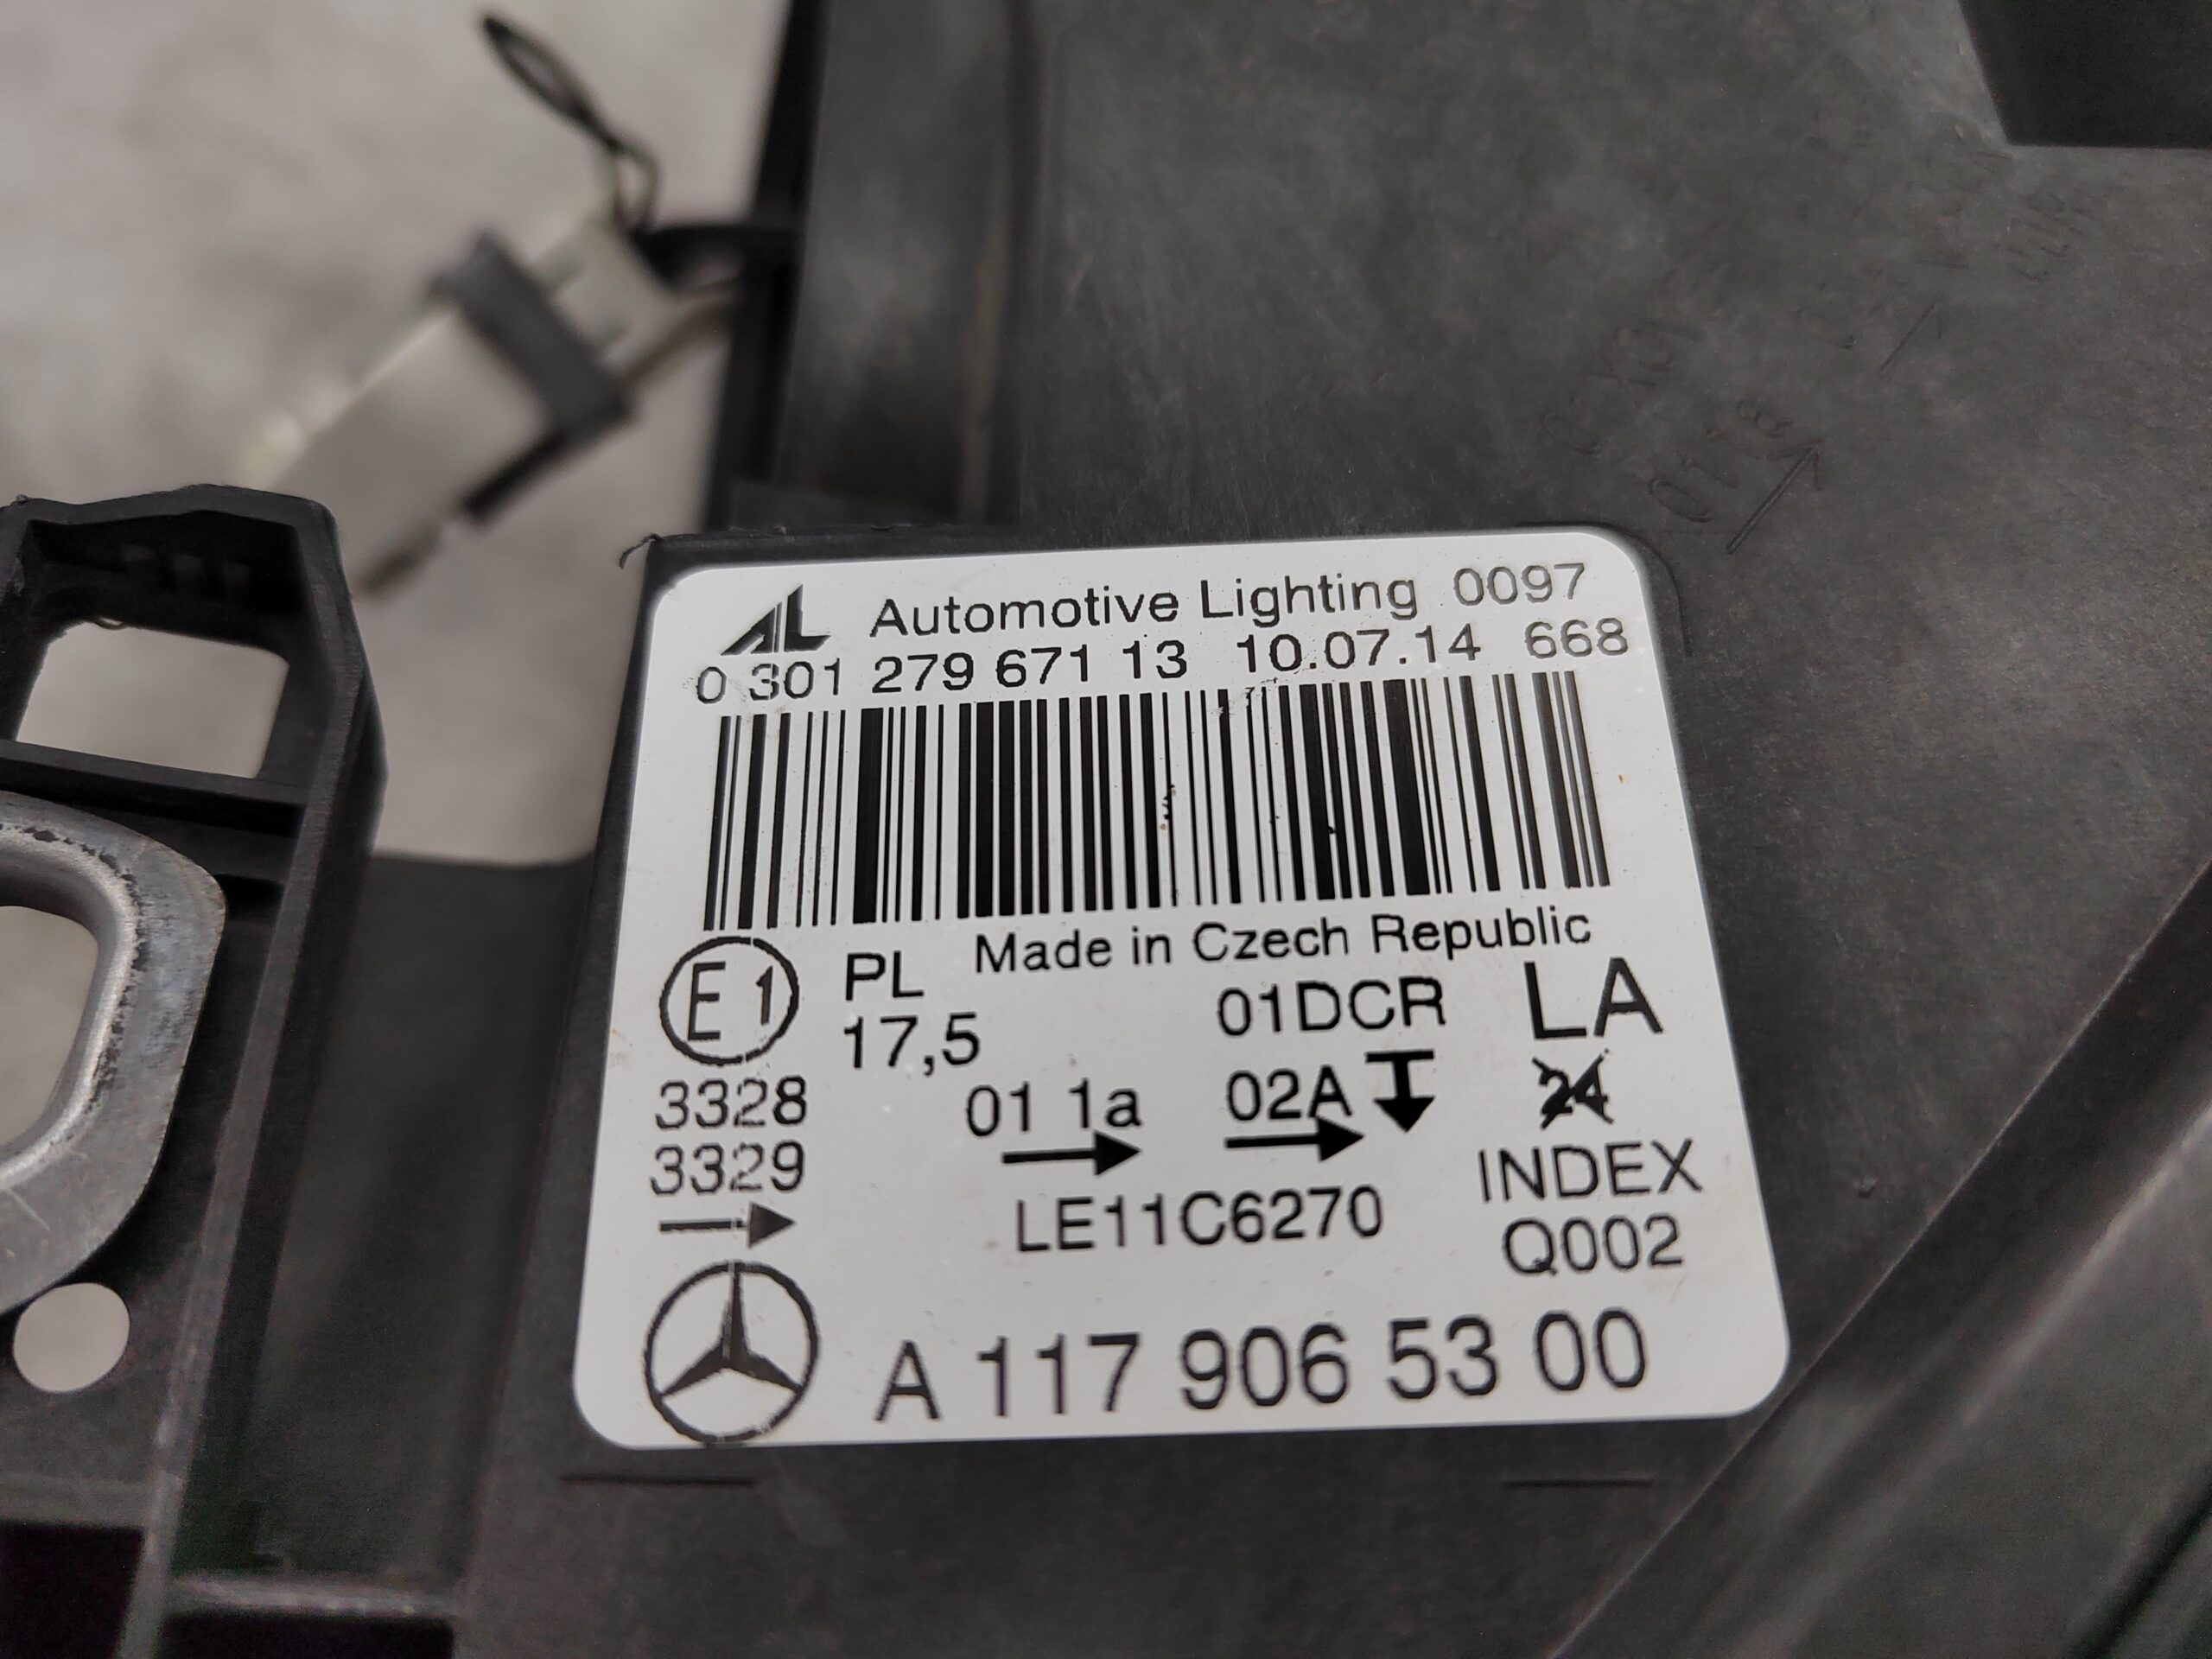 AL Automotive Lighting 0097
0 301 279 671 13 10.07.14 668
Made in Czech Republic
E1 PL 17,5
01DCR LA
3328
3329
01 1a
02A
24
LE11C6270
INDEX
Q002
A 117 906 53 00